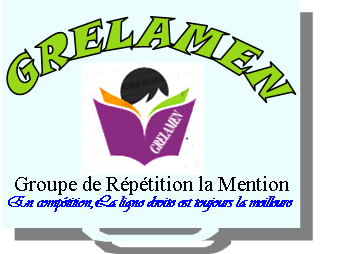 GRELAMEN
GRELAMEN
Groupe de Répétition la Mention
En compétition, La ligne droite est toujours la meilleure